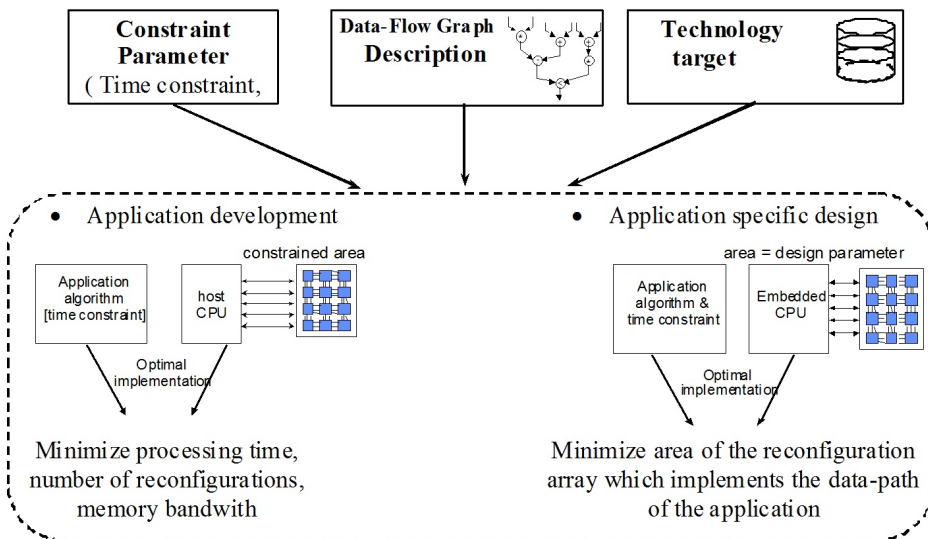 Constraint
Parameter
( Time constraint,
Data-Flow Graph
Description
Technology
target
• Application development
constrained area
Application
algorithm
[time constraint]
host
CPU
Optimal
implementation
Minimize processing time,
number of reconfigurations,
memory bandwith
• Application specific design
area = design parameter
Application
algorithm &
time constraint
Embedded
CPU
Optimal
implementation
Minimize area of the reconfiguration
array which implements the data-path
of the application